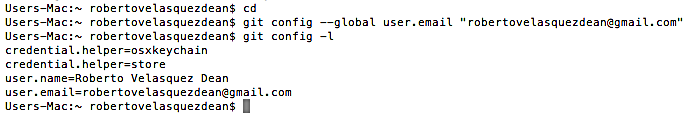 Users-Mac:~ robertovelasquezdean$ cd
Users-Mac:~ robertovelasquezdean$ git config --global user.email "robertovelasquezdean@gmail.com"
Users-Mac:~ robertovelasquezdean$ git config -l
credential.helper=osxkeychain
credential.helper=store
user.name=Roberto Velasquez Dean
user.email=robertovelasquezdean@gmail.com
Users-Mac:~ robertovelasquezdean$